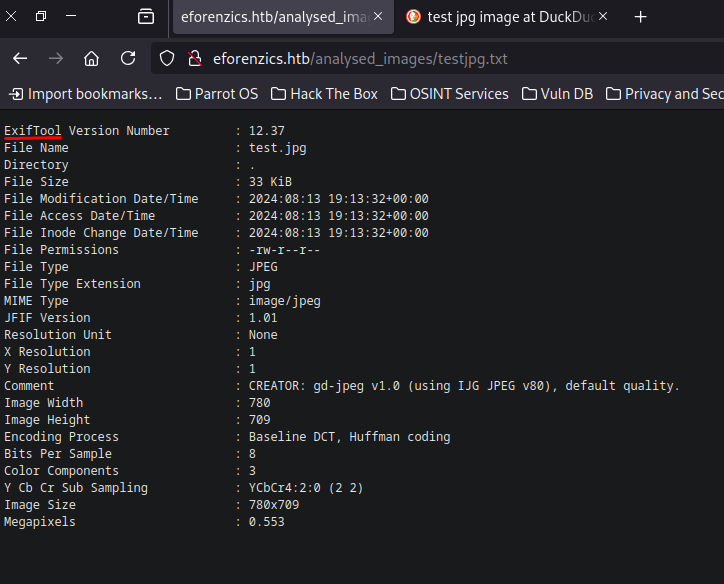 eforenzics.htb/analysed_ima
test jpg image at DuckDuc
eforenzics.htb/analysed_images/testjpg.txt
Import bookmarks… Parrot OS Hack The Box OSINT Services Vuln DB Privacy and Sec
ExifTool Version Number : 12.37
File Name : test.jpg
Directory : .
File Size : 33 KiB
File Modification Date/Time : 2024:08:13 19:13:32+00:00
File Access Date/Time : 2024:08:13 19:13:32+00:00
File Inode Change Date/Time : 2024:08:13 19:13:32+00:00
File Permissions : -rw-r--r--
File Type : JPEG
File Type Extension : jpg
MIME Type : image/jpeg
JFIF Version : 1.01
Resolution Unit : None
X Resolution : 1
Y Resolution : 1
Comment : CREATOR: gd-jpeg v1.0 (using IJG JPEG v80), default quality.
Image Width : 780
Image Height : 709
Encoding Process : Baseline DCT, Huffman coding
Bits Per Sample : 8
Color Components : 3
Y Cb Cr Sub Sampling : YCbCr4:2:0 (2 2)
Image Size : 780x709
Megapixels : 0.553